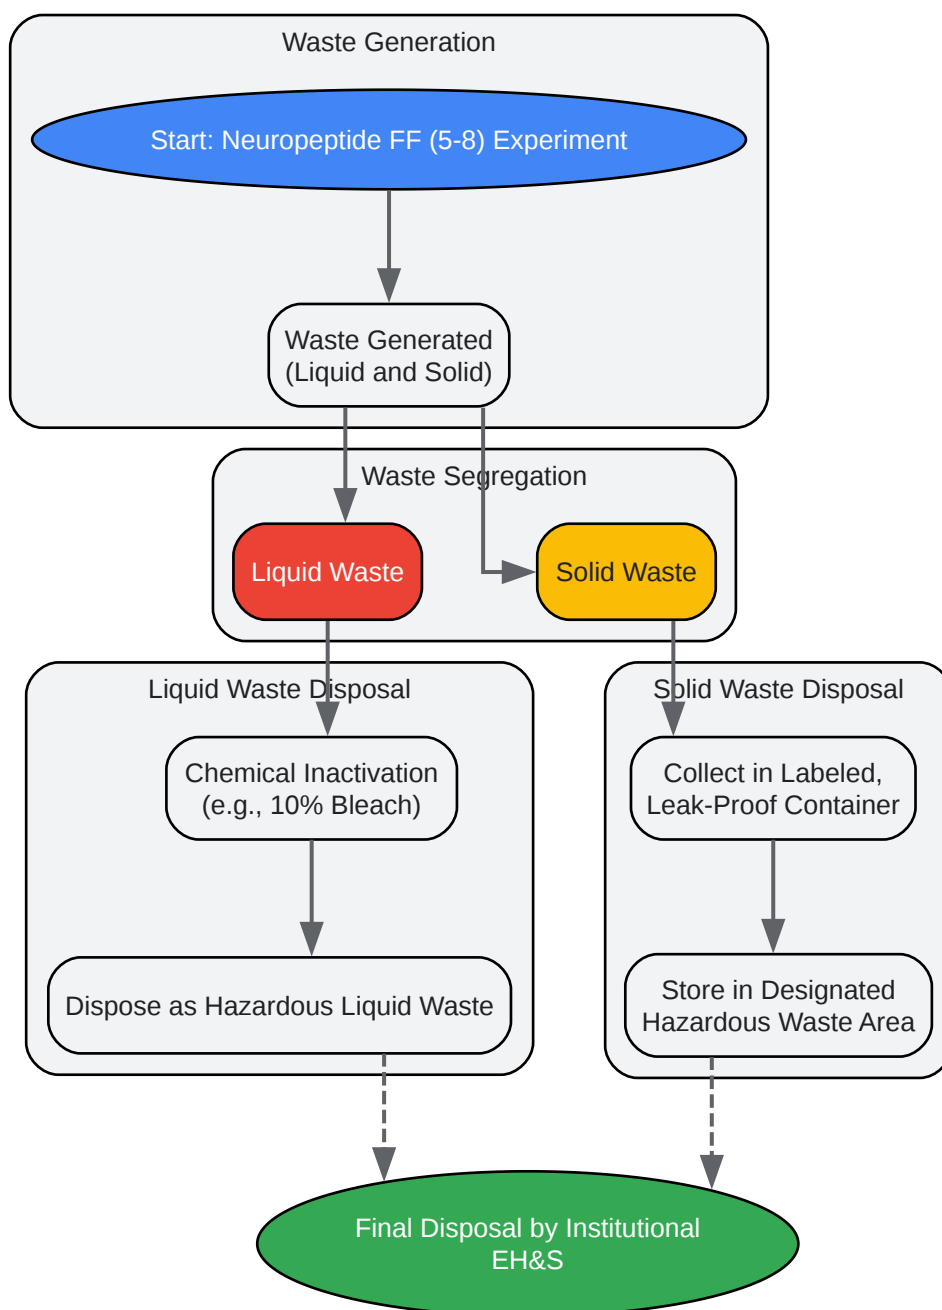 Waste Generation
Start: Neuropeptide FF (5-8) Experiment
Waste Generated
(Liquid and Solid)
Waste Segregation
Liquid Waste
Solid Waste
Liquid Waste Disposal
Chemical Inactivation
(e.g., 10% Bleach)
Dispose as Hazardous Liquid Waste
Solid Waste Disposal
Collect in Labeled,
Leak-Proof Container
Store in Designated
Hazardous Waste Area
Final Disposal by Institutional
EH&S